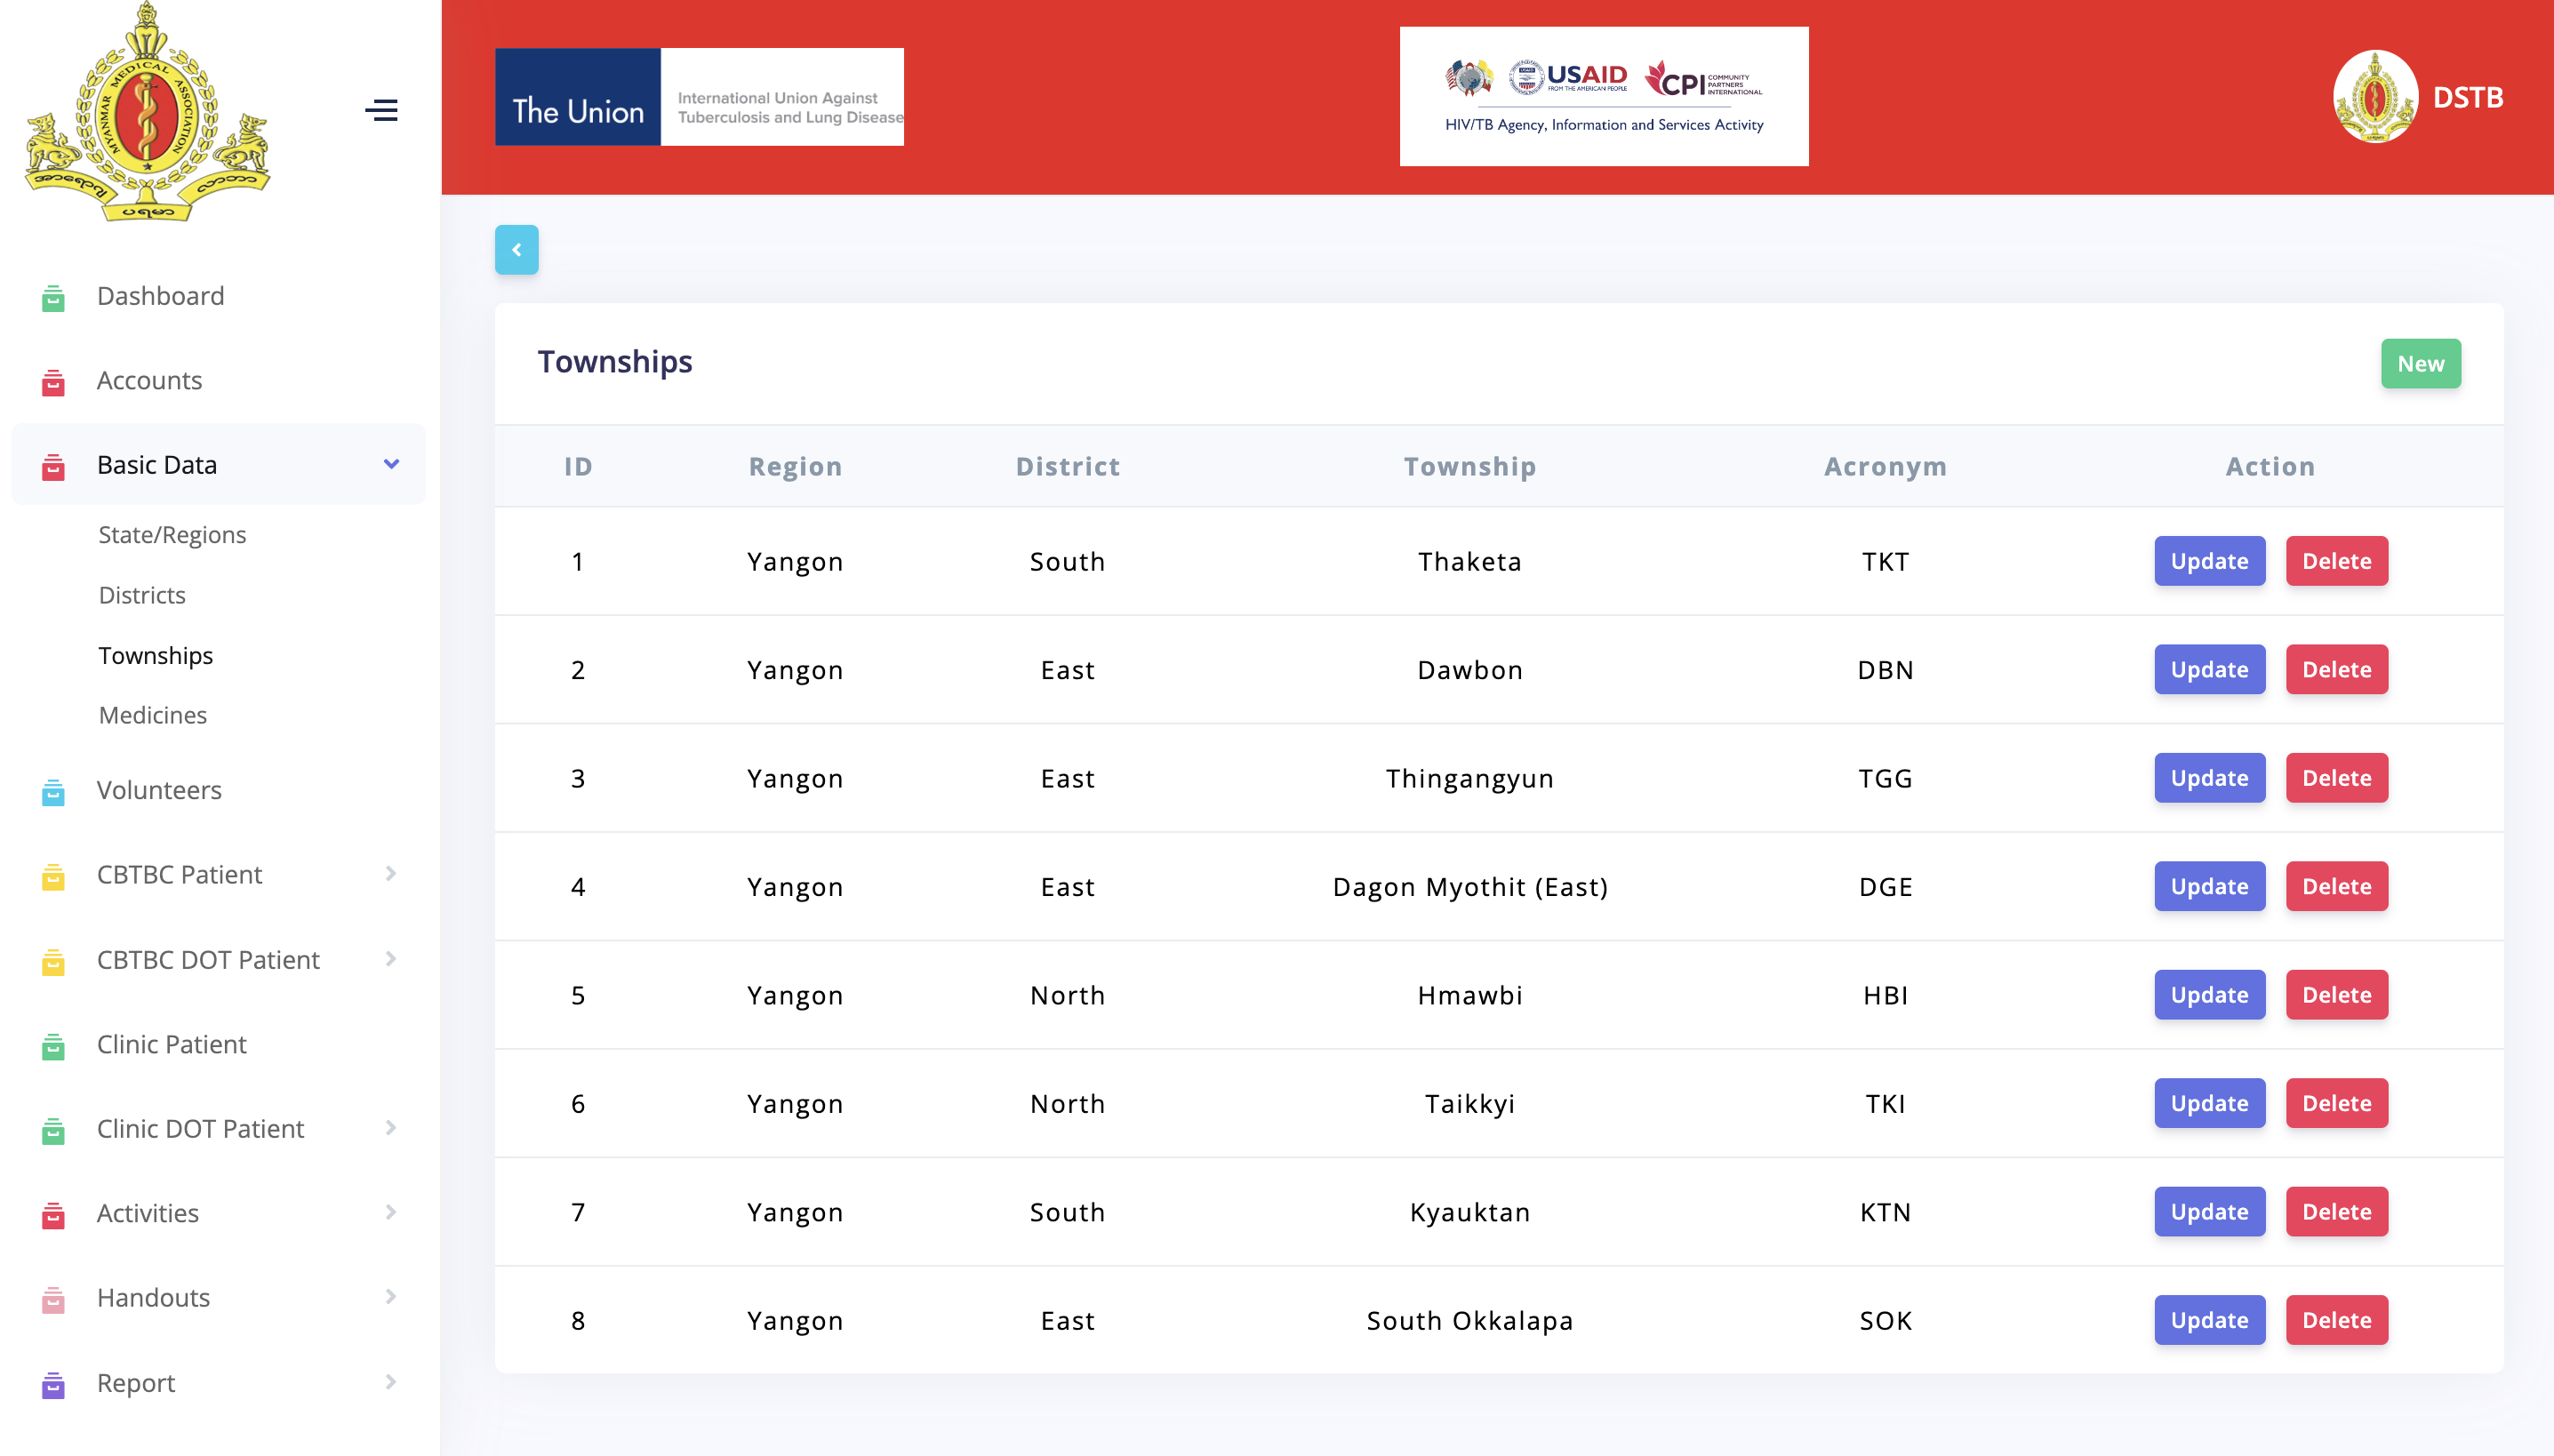 MYANMAR MEDICAL ASSOCIATION
The Union
International Union Against
Tuberculosis and Lung Disease
USAID
FROM THE AMERICAN PEOPLE
CPI
COMMUNITY
PARTNERS
INTERNATIONAL
HIV/TB Agency, Information and Services Activity
DSTB
Dashboard
Accounts
Basic Data
State/Regions
Districts
Townships
Medicines
Volunteers
CBTBC Patient
CBTBC DOT Patient
Clinic Patient
Clinic DOT Patient
Activities
Handouts
Report
Townships
New
ID Region District Township Acronym Action
1 Yangon South Thaketa TKT Update Delete
2 Yangon East Dawbon DBN Update Delete
3 Yangon East Thingangyun TGG Update Delete
4 Yangon East Dagon Myothit (East) DGE Update Delete
5 Yangon North Hmawbi HBI Update Delete
6 Yangon North Taikkyi TKI Update Delete
7 Yangon South Kyauktan KTN Update Delete
8 Yangon East South Okkalapa SOK Update Delete